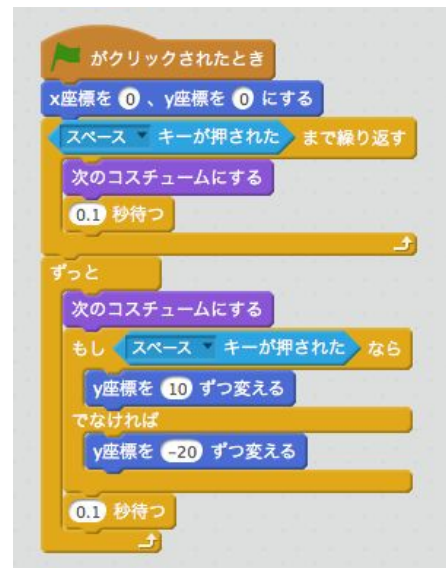 がクリックされたとき
x座標を 0 、y座標を 0 にする
スペース キーが押された まで繰り返す
次のコスチュームにする
0.1 秒待つ
ずっと
次のコスチュームにする
もし スペース キーが押された なら
y座標を 10 ずつ変える
でなければ
y座標を -20 ずつ変える
0.1 秒待つ